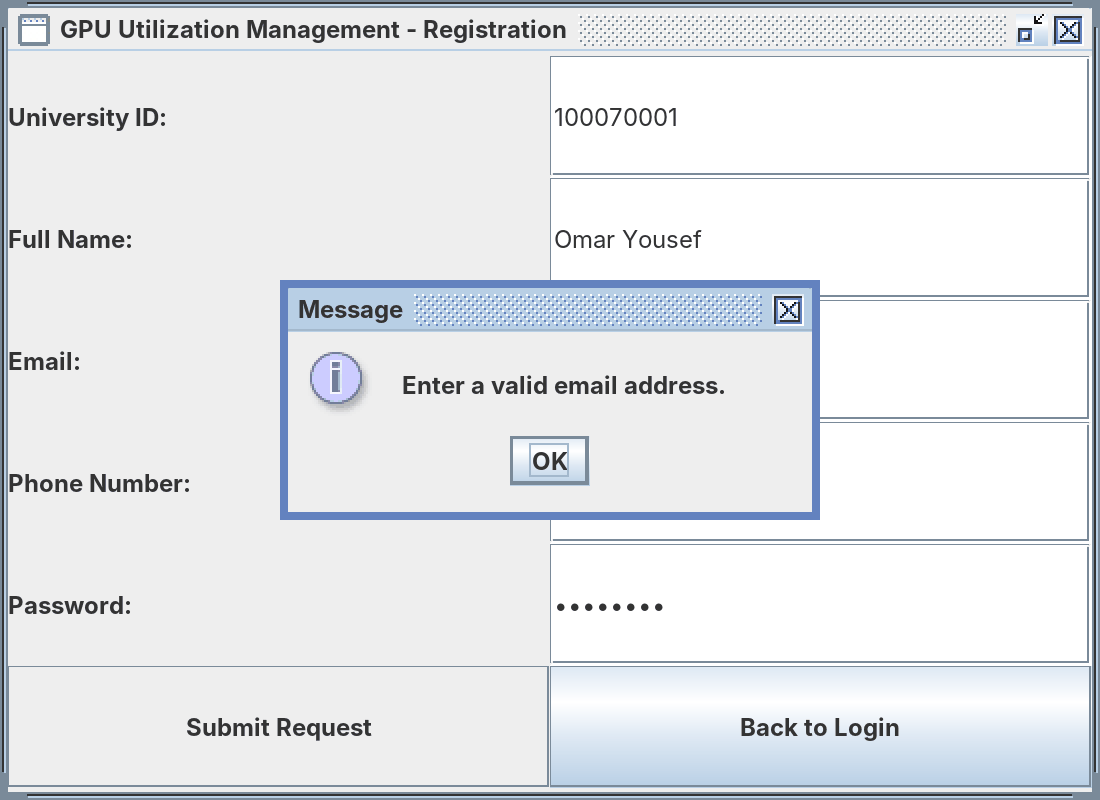 GPU Utilization Management - Registration
University ID:
100070001
Full Name:
Omar Yousef
Message
Email:
Enter a valid email address.
OK
Phone Number:
Password:
••••••••
Submit Request
Back to Login